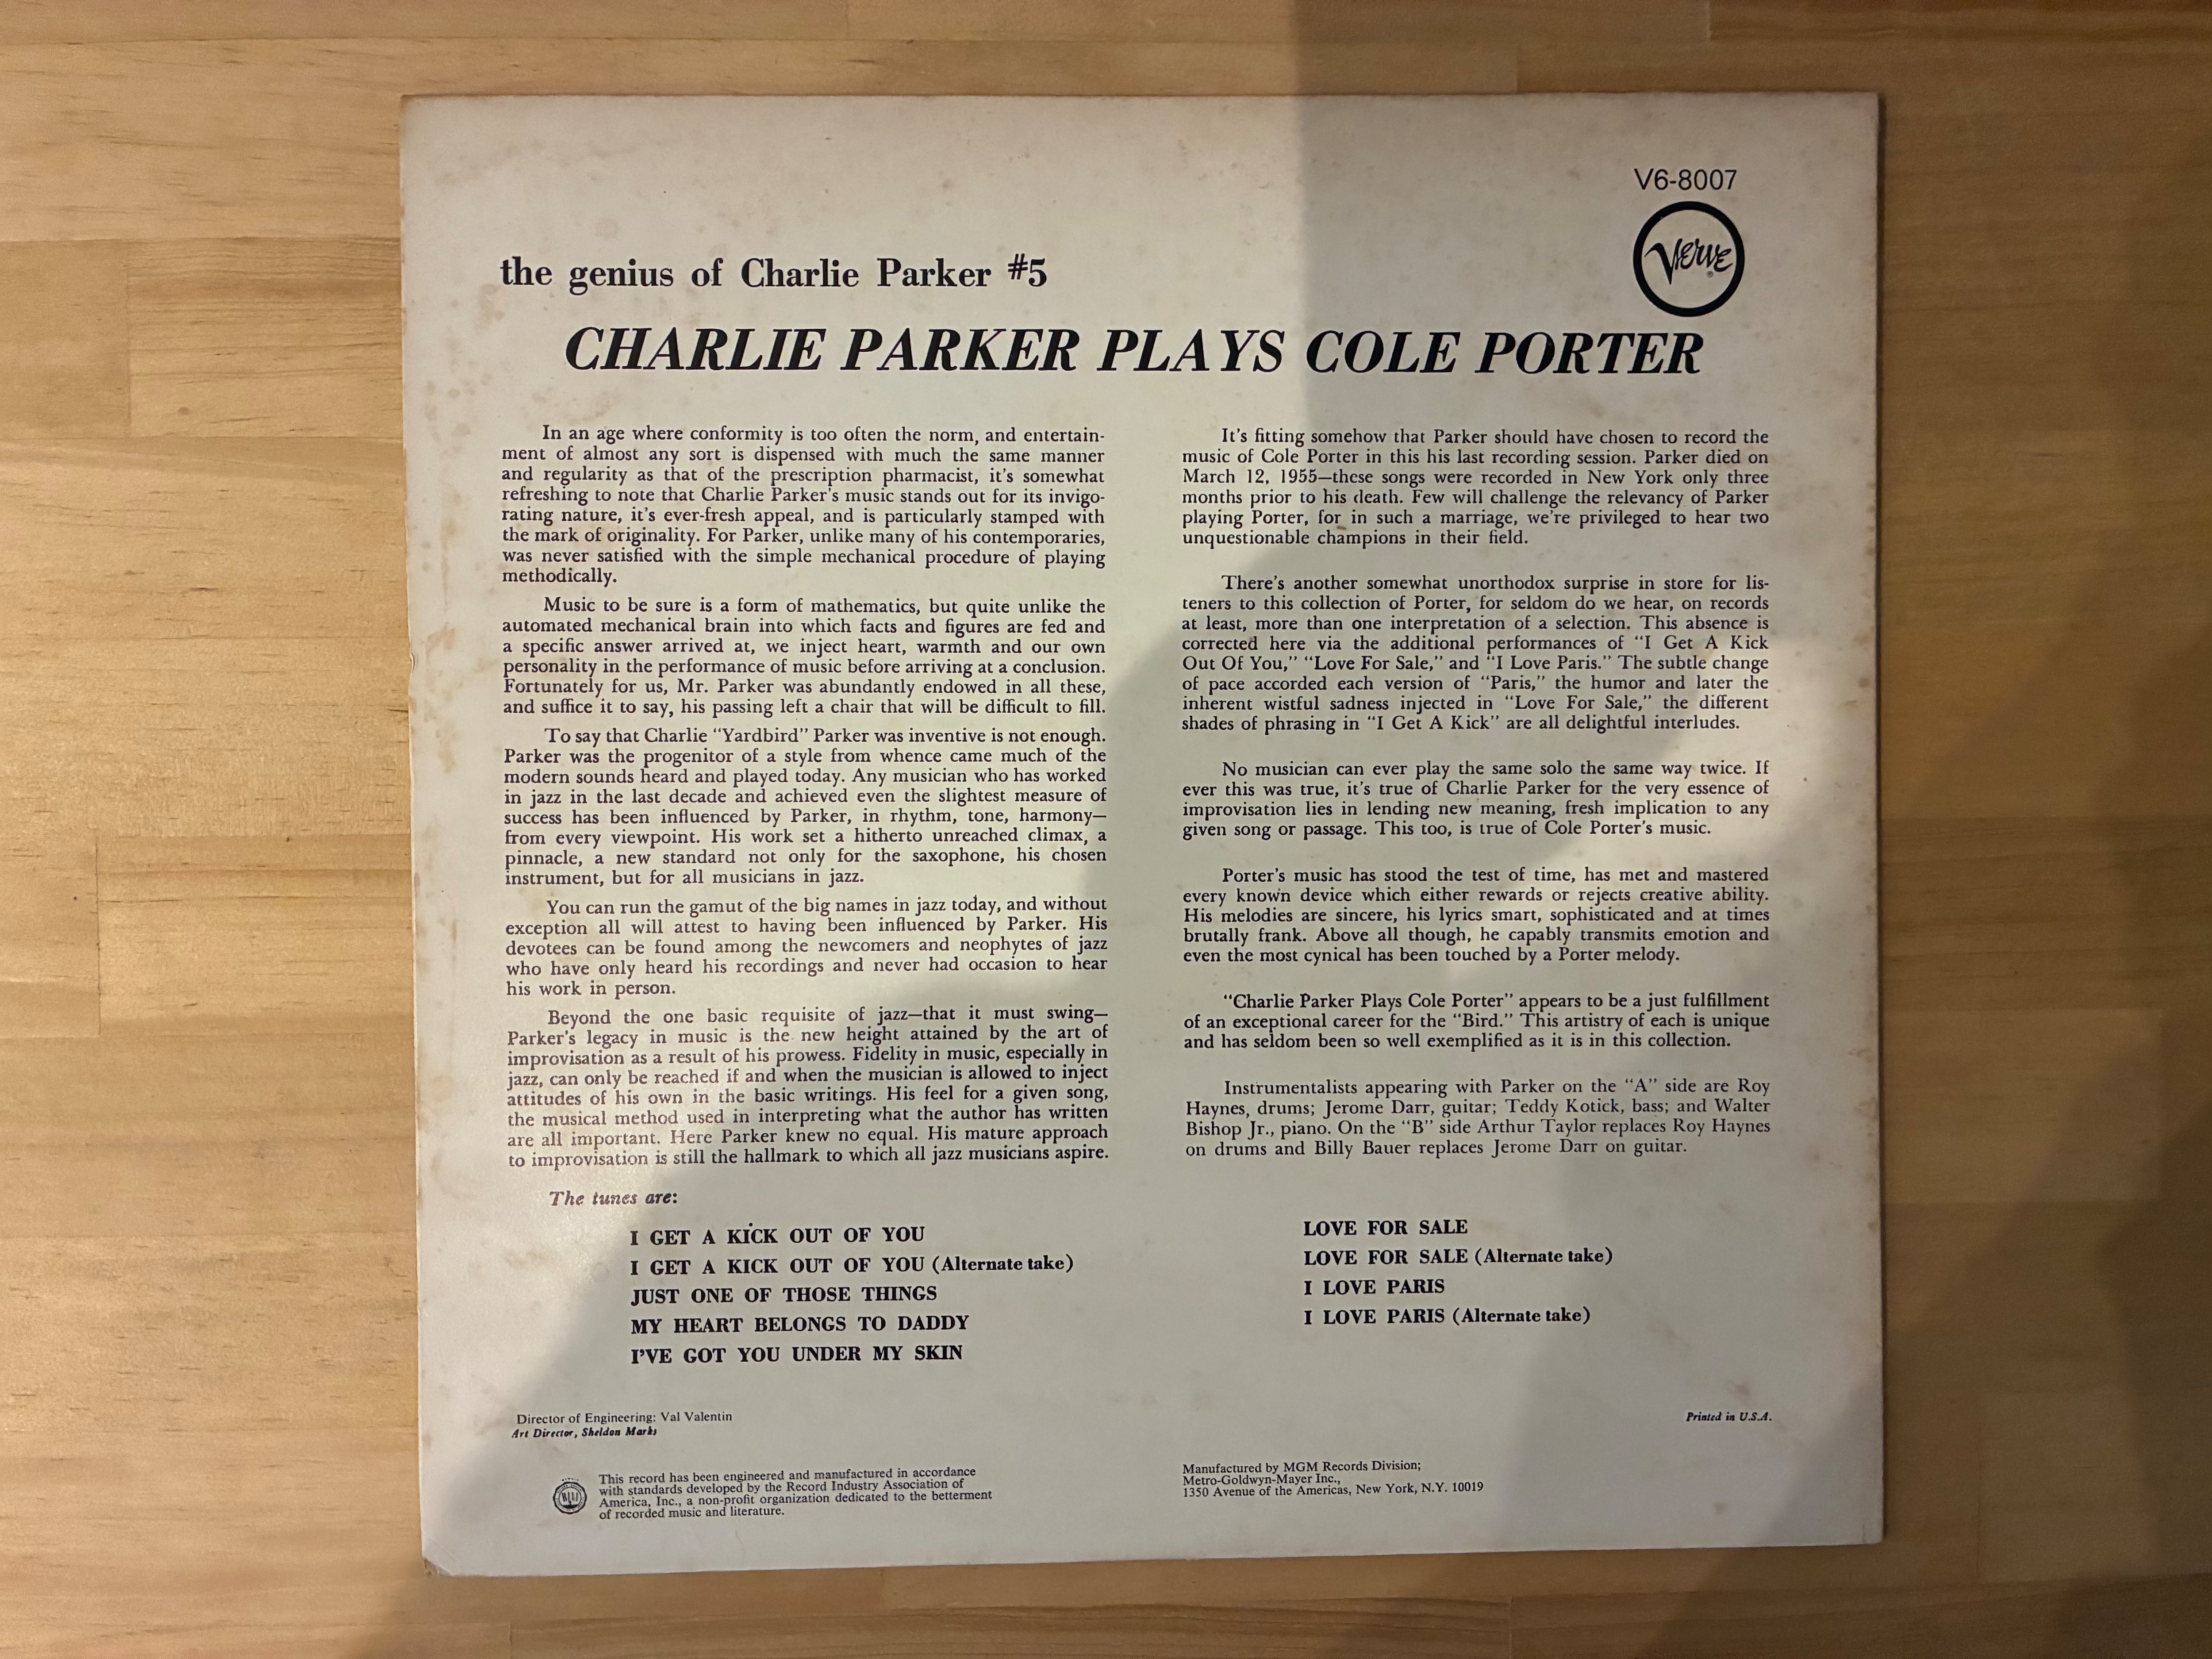 V6-8007
Verve
the genius of Charlie Parker #5
CHARLIE PARKER PLAYS COLE PORTER
In an age where conformity is too often the norm, and entertain-
ment of almost any sort is dispensed with much the same manner
and regularity as that of the prescription pharmacist, it's somewhat
refreshing to note that Charlie Parker's music stands out for its invigo-
rating nature, it's ever-fresh appeal, and is particularly stamped with
the mark of originality. For Parker, unlike many of his contemporaries,
was never satisfied with the simple mechanical procedure of playing
methodically.
Music to be sure is a form of mathematics, but quite unlike the
automated mechanical brain into which facts and figures are fed and
a specific answer arrived at, we inject heart, warmth and our own
personality in the performance of music before arriving at a conclusion.
Fortunately for us, Mr. Parker was abundantly endowed in all these,
and suffice it to say, his passing left a chair that will be difficult to fill.
To say that Charlie "Yardbird" Parker was inventive is not enough.
Parker was the progenitor of a style from whence came much of the
modern sounds heard and played today. Any musician who has worked
in jazz in the last decade and achieved even the slightest measure of
success has been influenced by Parker, in rhythm, tone, harmony—
from every viewpoint. His work set a hitherto unreached climax, a
pinnacle, a new standard not only for the saxophone, his chosen
instrument, but for all musicians in jazz.
You can run the gamut of the big names in jazz today, and without
exception all will attest to having been influenced by Parker. His
devotees can be found among the newcomers and neophytes of jazz
who have only heard his recordings and never had occasion to hear
his work in person.
Beyond the one basic requisite of jazz—that it must swing—
Parker's legacy in music is the new height attained by the art of
improvisation as a result of his prowess. Fidelity in music, especially in
jazz, can only be reached if and when the musician is allowed to inject
attitudes of his own in the basic writings. His feel for a given song,
the musical method used in interpreting what the author has written
are all important. Here Parker knew no equal. His mature approach
to improvisation is still the hallmark to which all jazz musicians aspire.
It's fitting somehow that Parker should have chosen to record the
music of Cole Porter in this his last recording session. Parker died on
March 12, 1955—these songs were recorded in New York only three
months prior to his death. Few will challenge the relevancy of Parker
playing Porter, for in such a marriage, we're privileged to hear two
unquestionable champions in their field.
There's another somewhat unorthodox surprise in store for lis-
teners to this collection of Porter, for seldom do we hear, on records
at least, more than one interpretation of a selection. This absence is
corrected here via the additional performances of "I Get A Kick
Out Of You," "Love For Sale," and "I Love Paris." The subtle change
of pace accorded each version of "Paris," the humor and later the
inherent wistful sadness injected in "Love For Sale," the different
shades of phrasing in "I Get A Kick" are all delightful interludes.
No musician can ever play the same solo the same way twice. If
ever this was true, it's true of Charlie Parker for the very essence of
improvisation lies in lending new meaning, fresh implication to any
given song or passage. This too, is true of Cole Porter's music.
Porter's music has stood the test of time, has met and mastered
every known device which either rewards or rejects creative ability.
His melodies are sincere, his lyrics smart, sophisticated and at times
brutally frank. Above all though, he capably transmits emotion and
even the most cynical has been touched by a Porter melody.
"Charlie Parker Plays Cole Porter" appears to be a just fulfillment
of an exceptional career for the "Bird." This artistry of each is unique
and has seldom been so well exemplified as it is in this collection.
Instrumentalists appearing with Parker on the "A" side are Roy
Haynes, drums; Jerome Darr, guitar; Teddy Kotick, bass; and Walter
Bishop Jr., piano. On the "B" side Arthur Taylor replaces Roy Haynes
on drums and Billy Bauer replaces Jerome Darr on guitar.
The tunes are:
I GET A KICK OUT OF YOU
I GET A KICK OUT OF YOU (Alternate take)
JUST ONE OF THOSE THINGS
MY HEART BELONGS TO DADDY
I'VE GOT YOU UNDER MY SKIN
LOVE FOR SALE
LOVE FOR SALE (Alternate take)
I LOVE PARIS
I LOVE PARIS (Alternate take)
Director of Engineering: Val Valentin
Art Director, Sheldon Marks
Printed in U.S.A.
This record has been engineered and manufactured in accordance
with standards developed by the Record Industry Association of
America, Inc., a non-profit organization dedicated to the betterment
of recorded music and literature.
Manufactured by MGM Records Division;
Metro-Goldwyn-Mayer Inc.,
1350 Avenue of the Americas, New York, N.Y. 10019